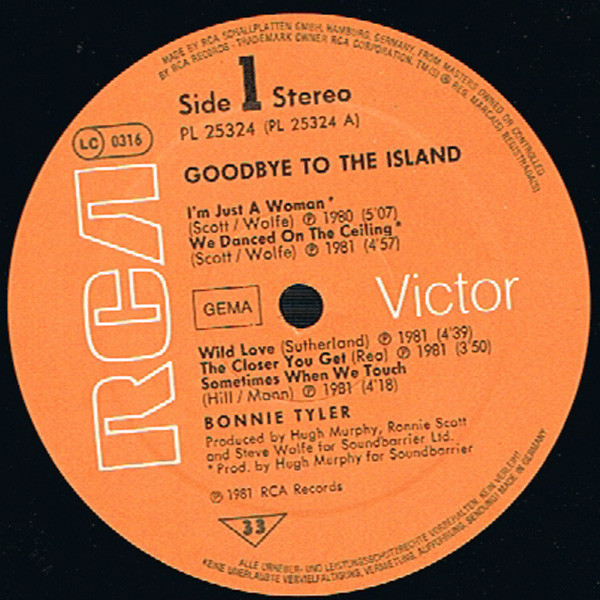 MADE BY RCA SCHALLPLATTEN GMBH, HAMBURG, GERMANY, FROM MASTERS OWNED OR CONTROLLED
BY RCA RECORDS - TRADEMARK OWNER RCA CORPORATION, TM(S) ® REG. MARCA(S) REGISTRADA(S)
Side 1 Stereo
PL 25324 (PL 25324 A)
LC 0316
GOODBYE TO THE ISLAND
I'm Just A Woman*
(Scott / Wolfe) ℗ 1980 (5'07)
We Danced On The Ceiling*
(Scott / Wolfe) ℗ 1981 (4'57)
RCA
GEMA
Victor
Wild Love (Sutherland) ℗ 1981 (4'39)
The Closer You Get (Rea) ℗ 1981 (3'50)
Sometimes When We Touch
(Hill / Mann) ℗ 1981 (4'18)
BONNIE TYLER
Produced by Hugh Murphy, Ronnie Scott
and Steve Wolfe for Soundbarrier Ltd.
*Prod. by Hugh Murphy for Soundbarrier
℗ 1981 RCA Records
33
ALLE URHEBER- UND LEISTUNGSSCHUTZRECHTE VORBEHALTEN. KEIN VERLEIH!
KEINE UNERLAUBTE VERVIELFÄLTIGUNG, VERMIETUNG, AUFFÜHRUNG, SENDUNG! MADE IN GERMANY